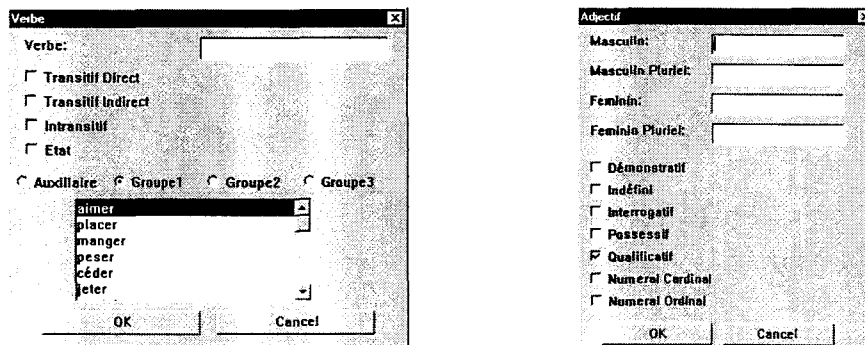 Verbe
Verbe:
Transitif Direct
Transitif Indirect
Intransitif
Etat
Auxiliaire Groupe1 Groupe2 Groupe3
aimer
placer
manger
peser
céder
jeter
OK Cancel
Adjectif
Masculin:
Masculin Pluriel:
Feminin:
Feminin Pluriel:
Démonstratif
Indéfini
Interrogatif
Possessif
Qualificatif
Numeral Cardinal
Numeral Ordinal
OK Cancel